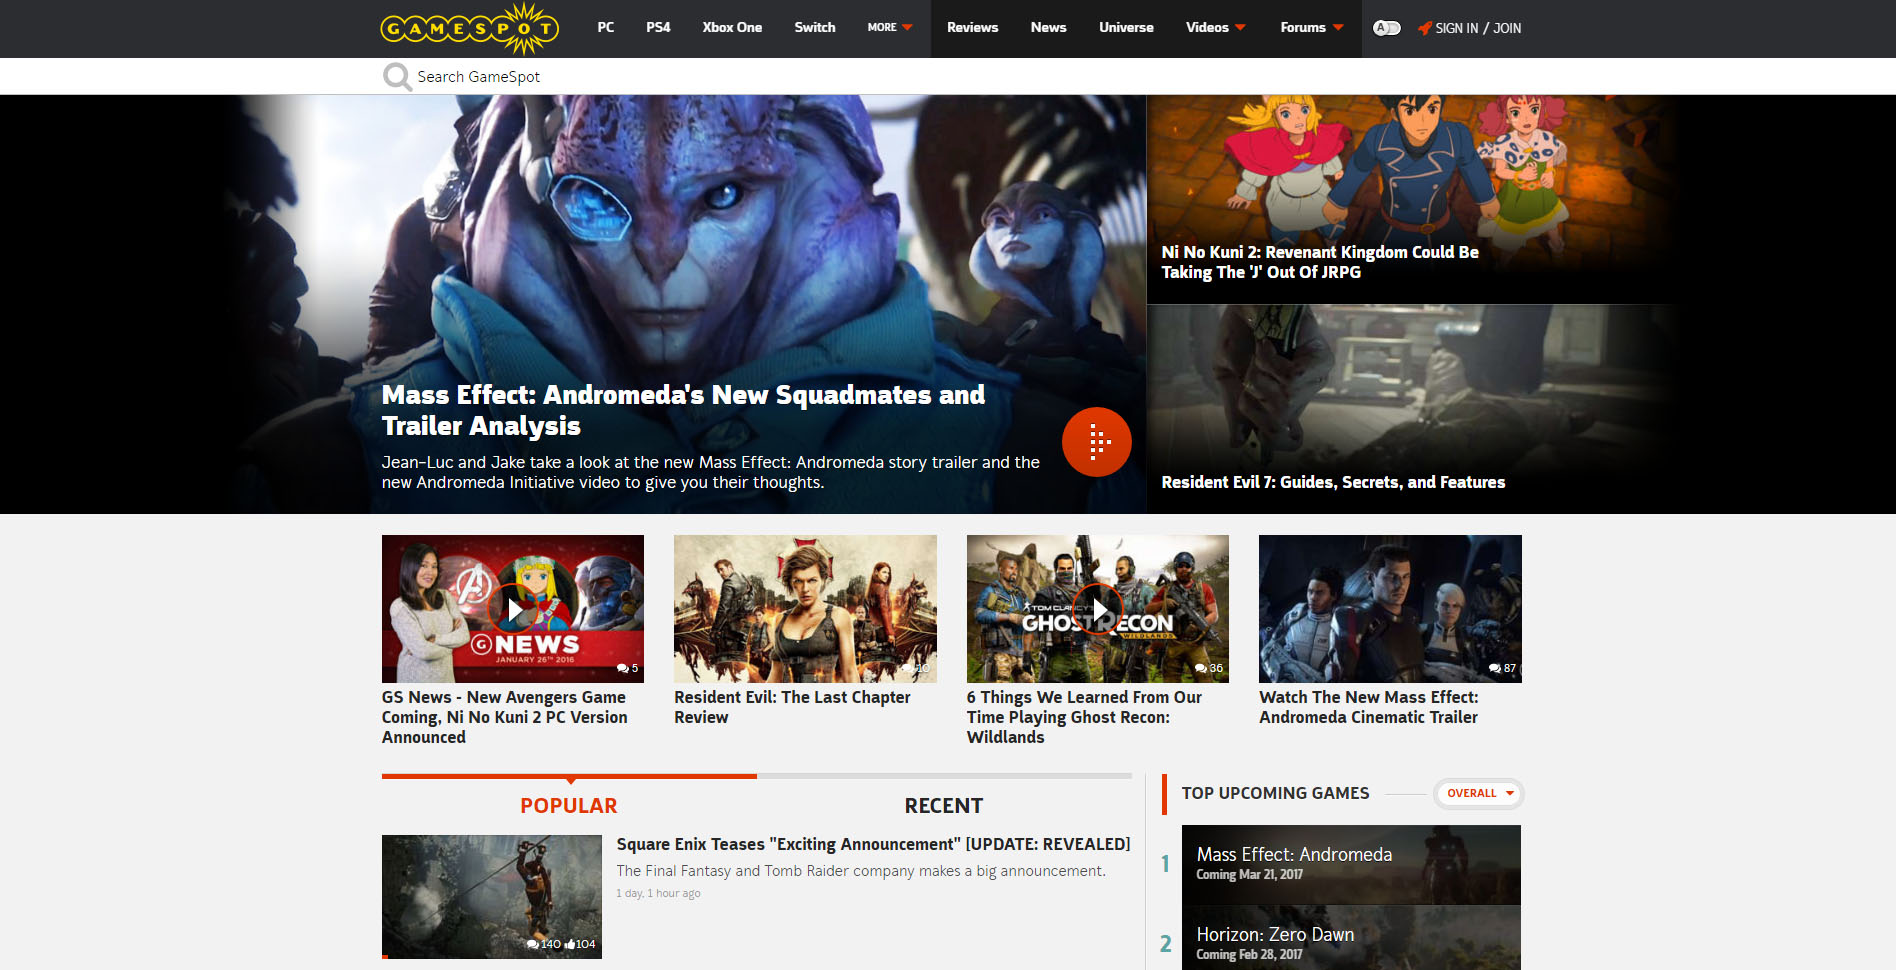 GAMESPOT
PC PS4 Xbox One Switch MORE Reviews News Universe Videos Forums A SIGN IN / JOIN
Search GameSpot
Ni No Kuni 2: Revenant Kingdom Could Be
Taking The 'J' Out Of JRPG
Mass Effect: Andromeda's New Squadmates and
Trailer Analysis
Jean-Luc and Jake take a look at the new Mass Effect: Andromeda story trailer and the
new Andromeda Initiative video to give you their thoughts.
Resident Evil 7: Guides, Secrets, and Features
A
G NEWS
JANUARY 26TH 2016
5
GS News - New Avengers Game
Coming, Ni No Kuni 2 PC Version
Announced
10
Resident Evil: The Last Chapter
Review
TOM CLANCY'S
GHOST RECON
WILDLANDS
36
6 Things We Learned From Our
Time Playing Ghost Recon:
Wildlands
87
Watch The New Mass Effect:
Andromeda Cinematic Trailer
POPULAR
RECENT
Square Enix Teases "Exciting Announcement" [UPDATE: REVEALED]
The Final Fantasy and Tomb Raider company makes a big announcement.
1 day, 1 hour ago
140 104
TOP UPCOMING GAMES
OVERALL
1
Mass Effect: Andromeda
Coming Mar 21, 2017
2
Horizon: Zero Dawn
Coming Feb 28, 2017